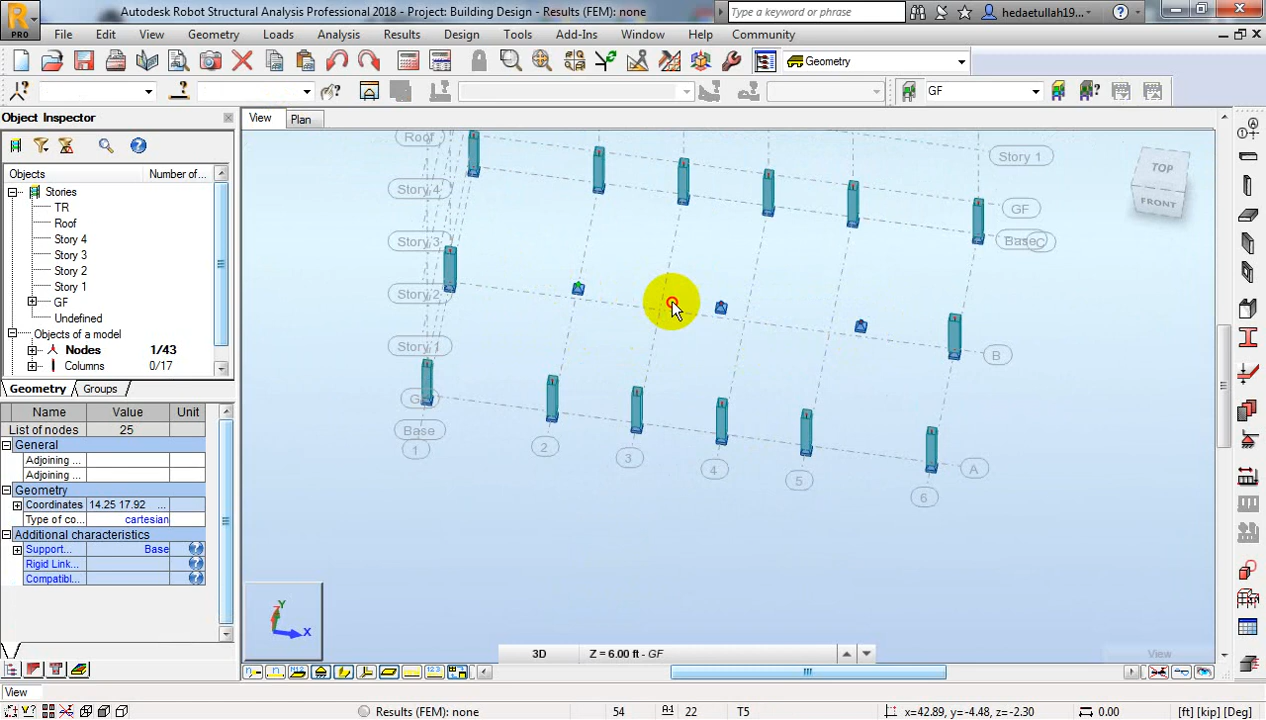 PRO
Autodesk Robot Structural Analysis Professional 2018 - Project: Building Design - Results (FEM): none
Type a keyword or phrase
hedaetullah19...
File Edit View Geometry Loads Analysis Results Design Tools Add-Ins Window Help Community
Geometry
GF
Object Inspector
View Plan
Objects Number of...
Stories
TR
Roof
Story 4
Story 3
Story 2
Story 1
GF
Undefined
Objects of a model
Nodes 1/43
Columns 0/17
Geometry Groups
Name Value Unit
List of nodes 25
General
Adjoining ...
Adjoining ...
Geometry
Coordinates 14.25 17.92 ...
Type of co... cartesian
Additional characteristics
Support... Base
Rigid Link...
Compatibl...
Roof
Story 4
Story 3
Story 2
Story 1
Base
1
2
3
4
5
6
A
B
C
Base
GF
Story 1
TOP
FRONT
Z Y X
3D Z = 6.00 ft - GF
View
View
Results (FEM): none 54 22 T5 x=42.89, y=-4.48, z=-2.30 0.00 [ft] [kip] [Deg]